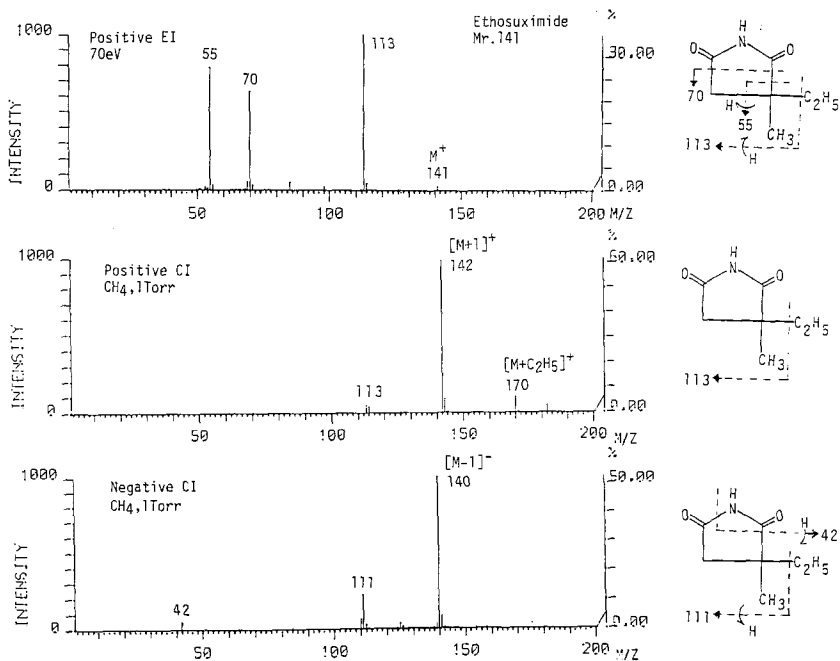 Positive EI
70eV
Ethosuximide
Mr.141
1000
0
INTENSITY
55
70
113
M+
141
50
100
150
200
M/Z
%
30.00
0.00
H
N
O
O
70
H
55
C2H5
CH3
113
H
Positive CI
CH4,1Torr
1000
0
INTENSITY
[M+1]+
142
113
[M+C2H5]+
170
50
100
150
200
M/Z
%
60.00
0.00
H
N
O
O
C2H5
CH3
113
Negative CI
CH4,1Torr
1000
0
INTENSITY
[M-1]-
140
111
42
50
100
150
200
M/Z
%
50.00
0.00
H
N
O
O
H
42
C2H5
CH3
111
H